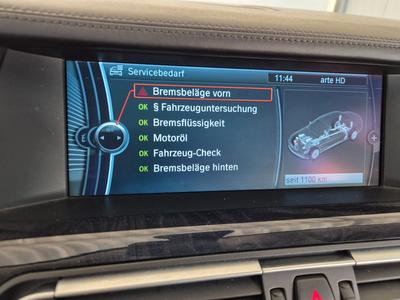 Servicebedarf
11:44 arte HD
Bremsbeläge vorn
OK § Fahrzeuguntersuchung
OK Bremsflüssigkeit
OK Motoröl
OK Fahrzeug-Check
OK Bremsbeläge hinten
seit 1100 km